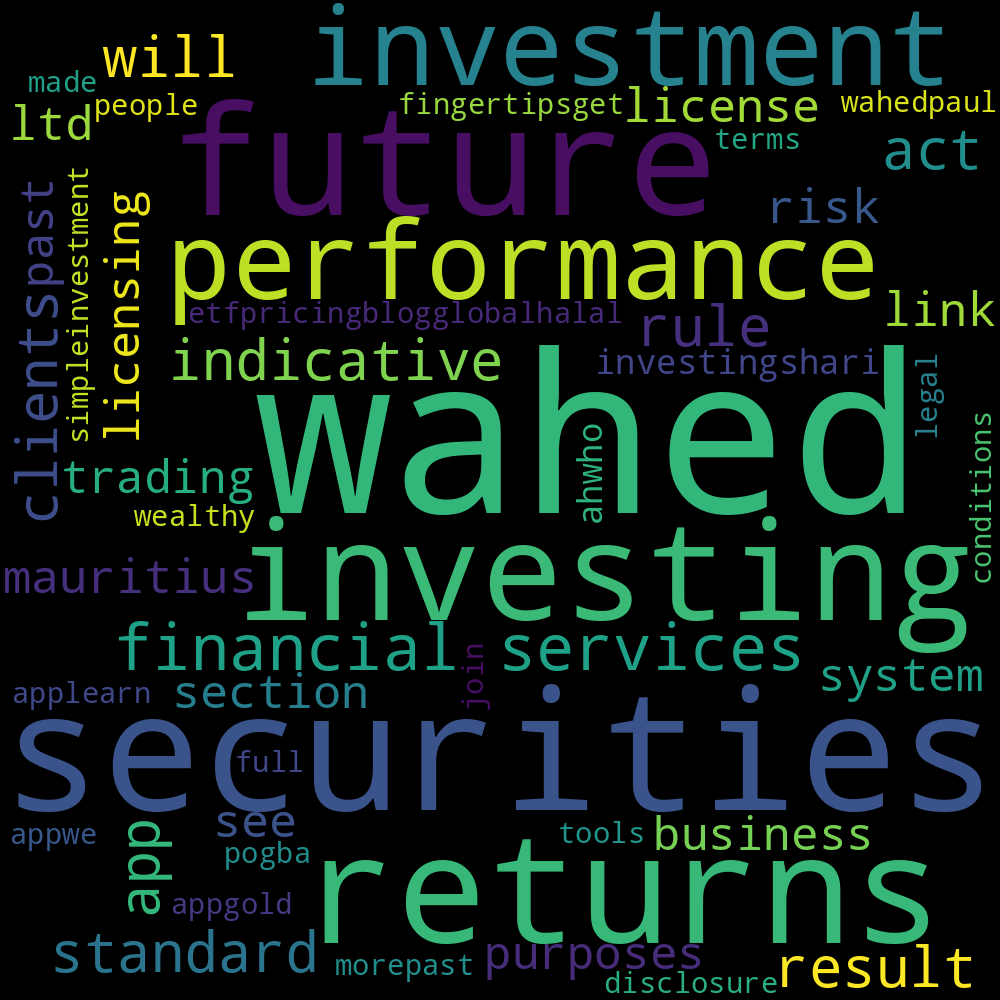 investment
will
made
people
fingertipsget
license
wahedpaul
ltd
future
terms
act
clientspast
simpleinvestment
licensing
risk
performance
etfpricingblogglobalhalal
rule
link
indicative
investingshari
legal
wahed
ahwho
conditions
trading
wealthy
investing
mauritius
financial
services
join
system
applearn
section
securities
full
see
appwe
app
pogba
tools
business
returns
appgold
standard
morepast
purposes
result
disclosure